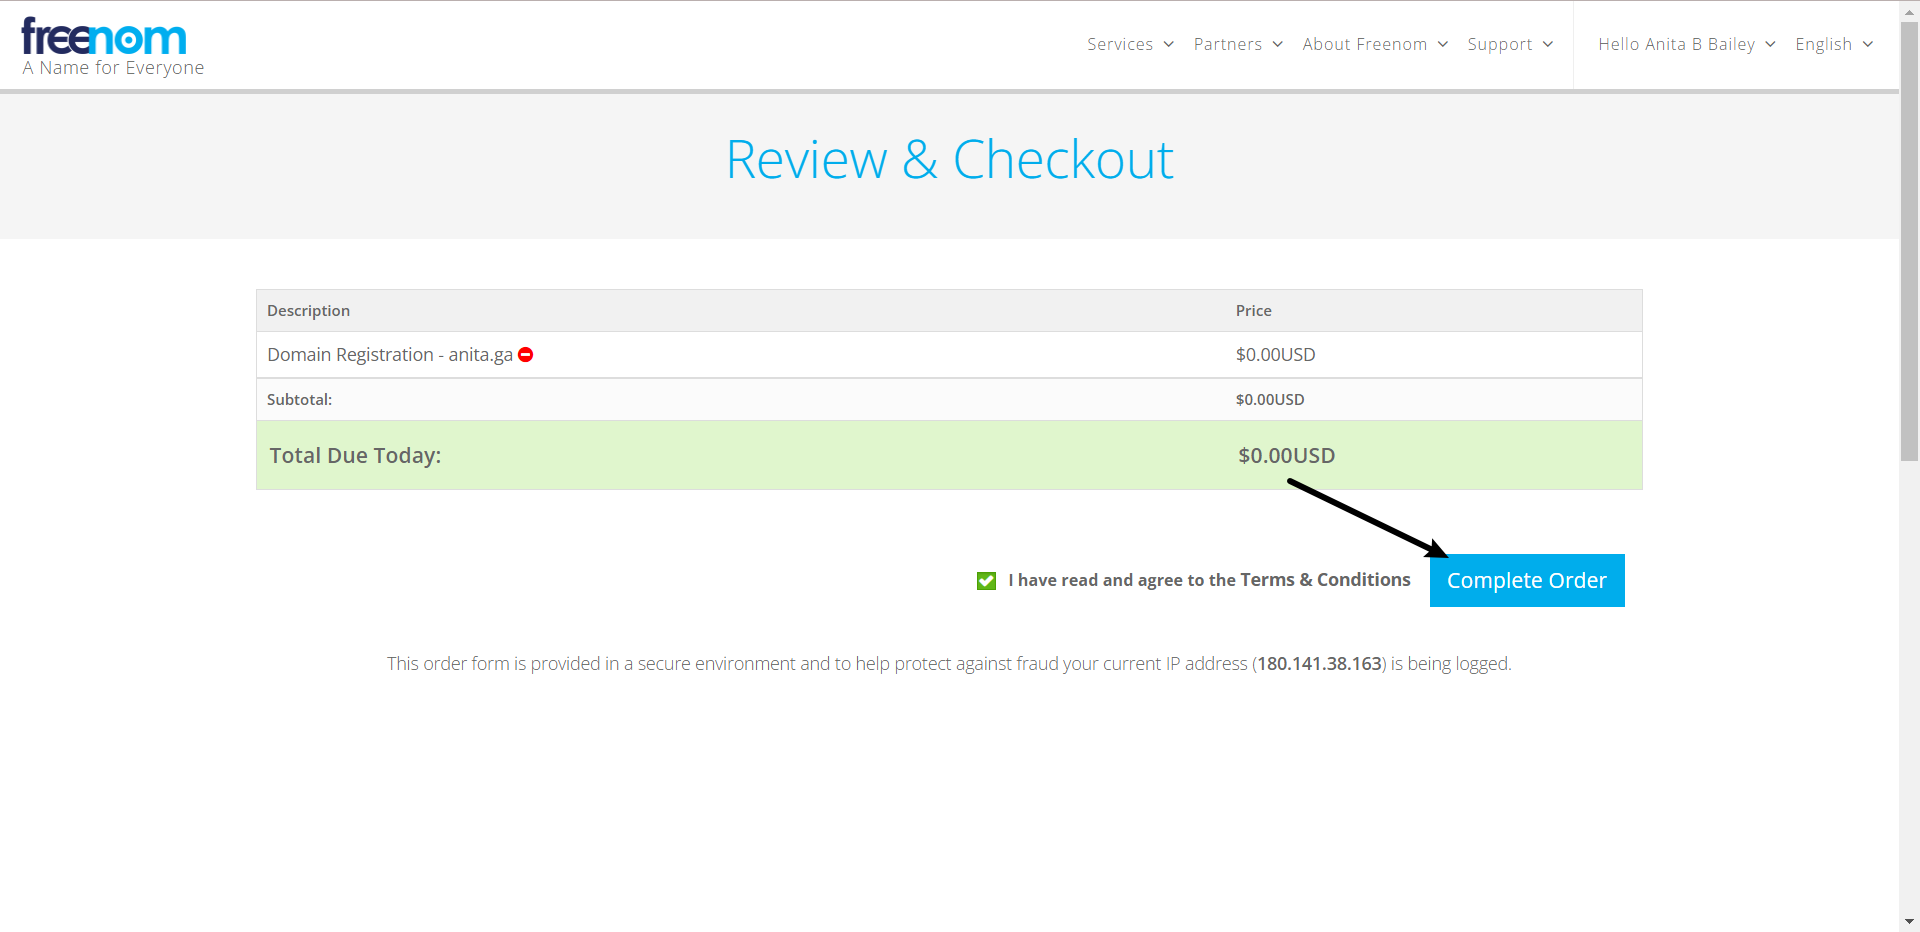 freenom
A Name for Everyone
Services Partners About Freenom Support Hello Anita B Bailey English
Review & Checkout
Description Price
Domain Registration - anita.ga $0.00USD
Subtotal: $0.00USD
Total Due Today: $0.00USD
I have read and agree to the Terms & Conditions Complete Order
This order form is provided in a secure environment and to help protect against fraud your current IP address (180.141.38.163) is being logged.